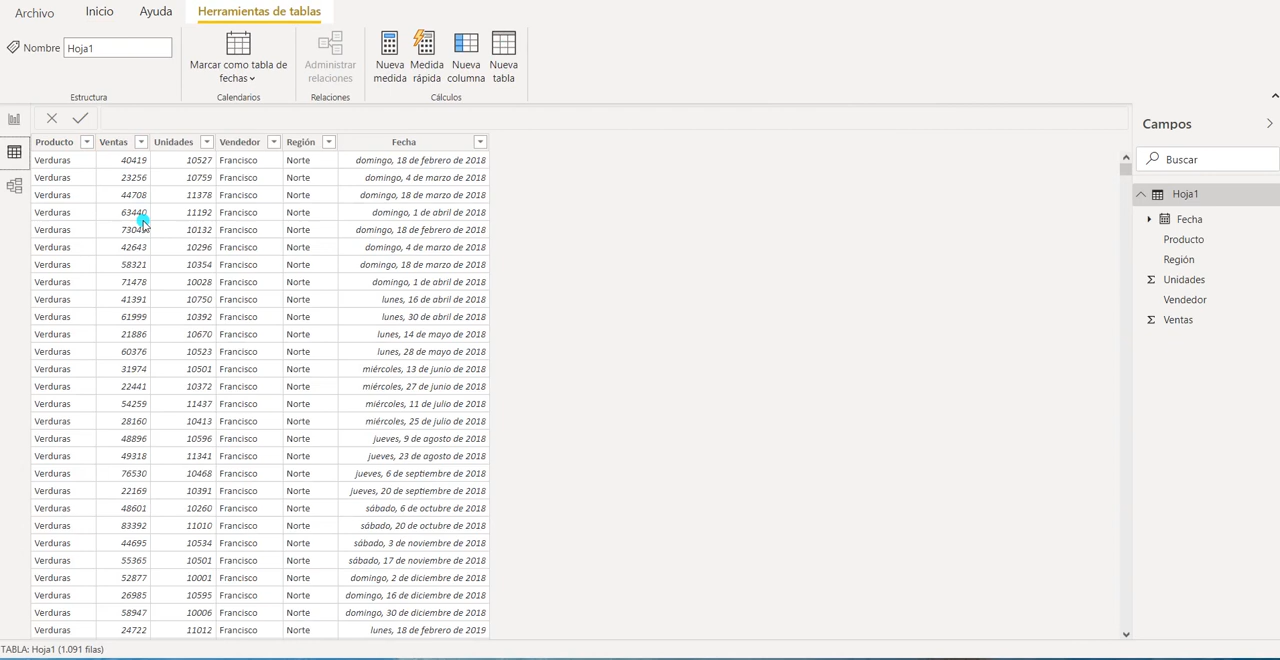 Archivo Inicio Ayuda Herramientas de tablas
Nombre Hoja1
Marcar como tabla de fechas
Administrar relaciones
Nueva medida
Medida rápida
Nueva columna
Nueva tabla
Estructura Calendarios Relaciones Cálculos
Producto Ventas Unidades Vendedor Región Fecha
Verduras 40419 10527 Francisco Norte domingo, 18 de febrero de 2018
Verduras 23256 10759 Francisco Norte domingo, 4 de marzo de 2018
Verduras 44708 11378 Francisco Norte domingo, 18 de marzo de 2018
Verduras 63440 11192 Francisco Norte domingo, 1 de abril de 2018
Verduras 10132 Francisco Norte domingo, 18 de febrero de 2018
Verduras 42643 10296 Francisco Norte domingo, 4 de marzo de 2018
Verduras 58321 10354 Francisco Norte domingo, 18 de marzo de 2018
Verduras 71478 10028 Francisco Norte domingo, 1 de abril de 2018
Verduras 41391 10750 Francisco Norte lunes, 16 de abril de 2018
Verduras 61999 10392 Francisco Norte lunes, 30 de abril de 2018
Verduras 21886 10670 Francisco Norte lunes, 14 de mayo de 2018
Verduras 60376 10523 Francisco Norte lunes, 28 de mayo de 2018
Verduras 31974 10501 Francisco Norte miércoles, 13 de junio de 2018
Verduras 22441 10372 Francisco Norte miércoles, 27 de junio de 2018
Verduras 54259 11437 Francisco Norte miércoles, 11 de julio de 2018
Verduras 28160 10413 Francisco Norte miércoles, 25 de julio de 2018
Verduras 48896 10596 Francisco Norte jueves, 9 de agosto de 2018
Verduras 49318 11341 Francisco Norte jueves, 23 de agosto de 2018
Verduras 76530 10468 Francisco Norte jueves, 6 de septiembre de 2018
Verduras 22169 10391 Francisco Norte jueves, 20 de septiembre de 2018
Verduras 48601 10260 Francisco Norte sábado, 6 de octubre de 2018
Verduras 83392 11010 Francisco Norte sábado, 20 de octubre de 2018
Verduras 44695 10534 Francisco Norte sábado, 3 de noviembre de 2018
Verduras 55365 10501 Francisco Norte sábado, 17 de noviembre de 2018
Verduras 52877 10001 Francisco Norte domingo, 2 de diciembre de 2018
Verduras 26985 10595 Francisco Norte domingo, 16 de diciembre de 2018
Verduras 58947 10006 Francisco Norte domingo, 30 de diciembre de 2018
Verduras 24722 11012 Francisco Norte lunes, 18 de febrero de 2019
TABLA: Hoja1 (1.091 filas)
Campos
Buscar
Hoja1
Fecha
Producto
Región
Σ Unidades
Vendedor
Σ Ventas